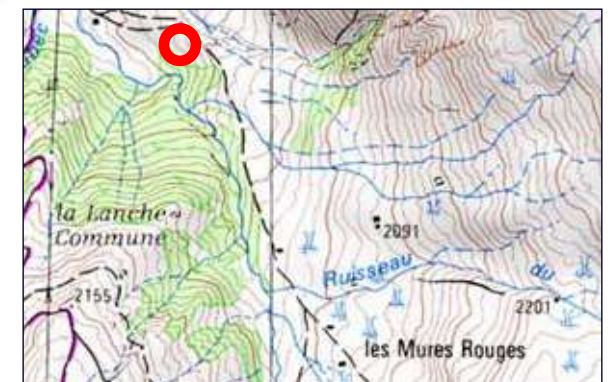 la Lanche
Commune
2091
Ruisseau
du
2155
2201
les Mures Rouges